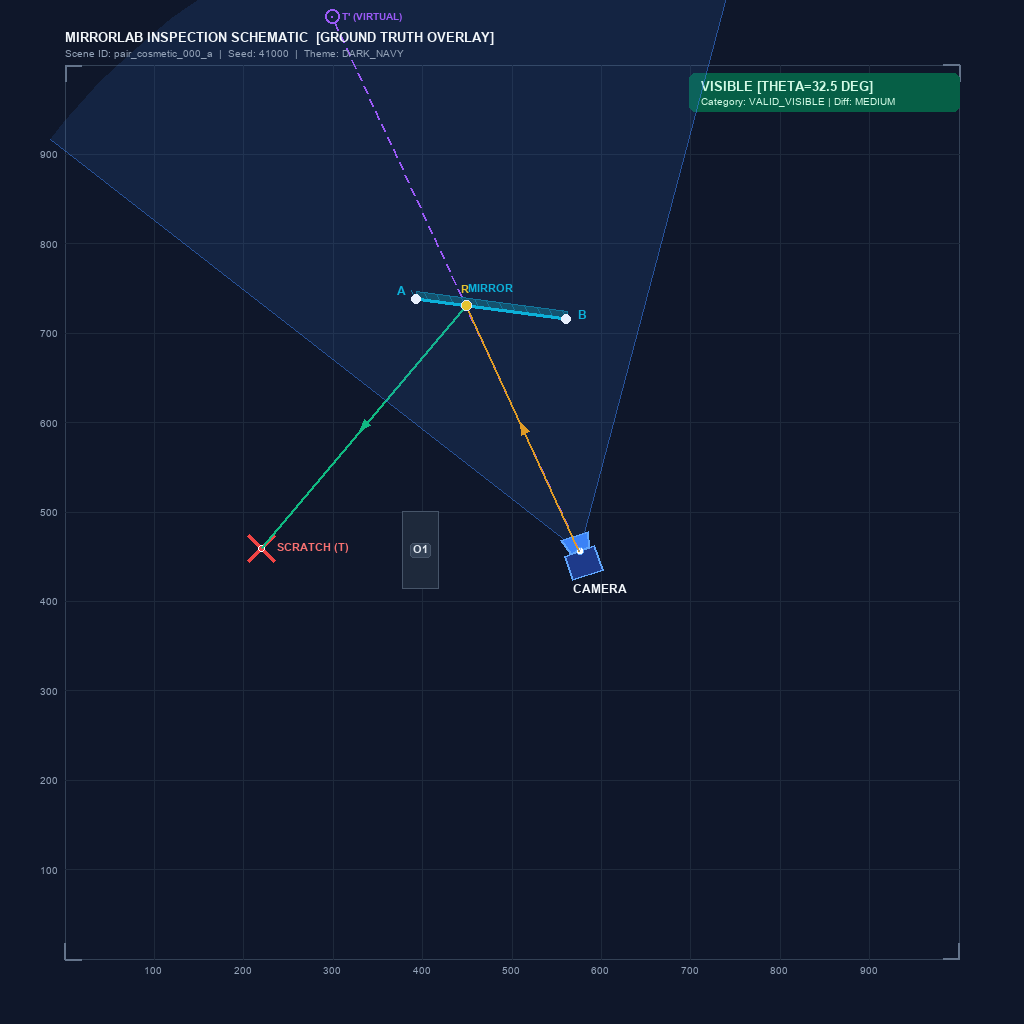 T' (VIRTUAL)
MIRRORLAB INSPECTION SCHEMATIC [GROUND TRUTH OVERLAY]
Scene ID: pair_cosmetic_000_a | Seed: 41000 | Theme: DARK_NAVY
VISIBLE [THETA=32.5 DEG]
Category: VALID_VISIBLE | Diff: MEDIUM
900
800
A
R
MIRROR
B
700
600
500
SCRATCH (T)
O1
CAMERA
400
300
200
100
100 200 300 400 500 600 700 800 900